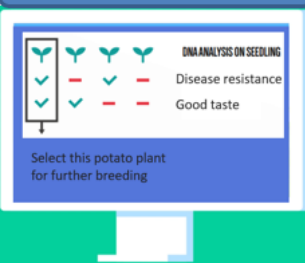 DNA ANALYSIS ON SEEDLING
Disease resistance
Good taste
Select this potato plant
for further breeding